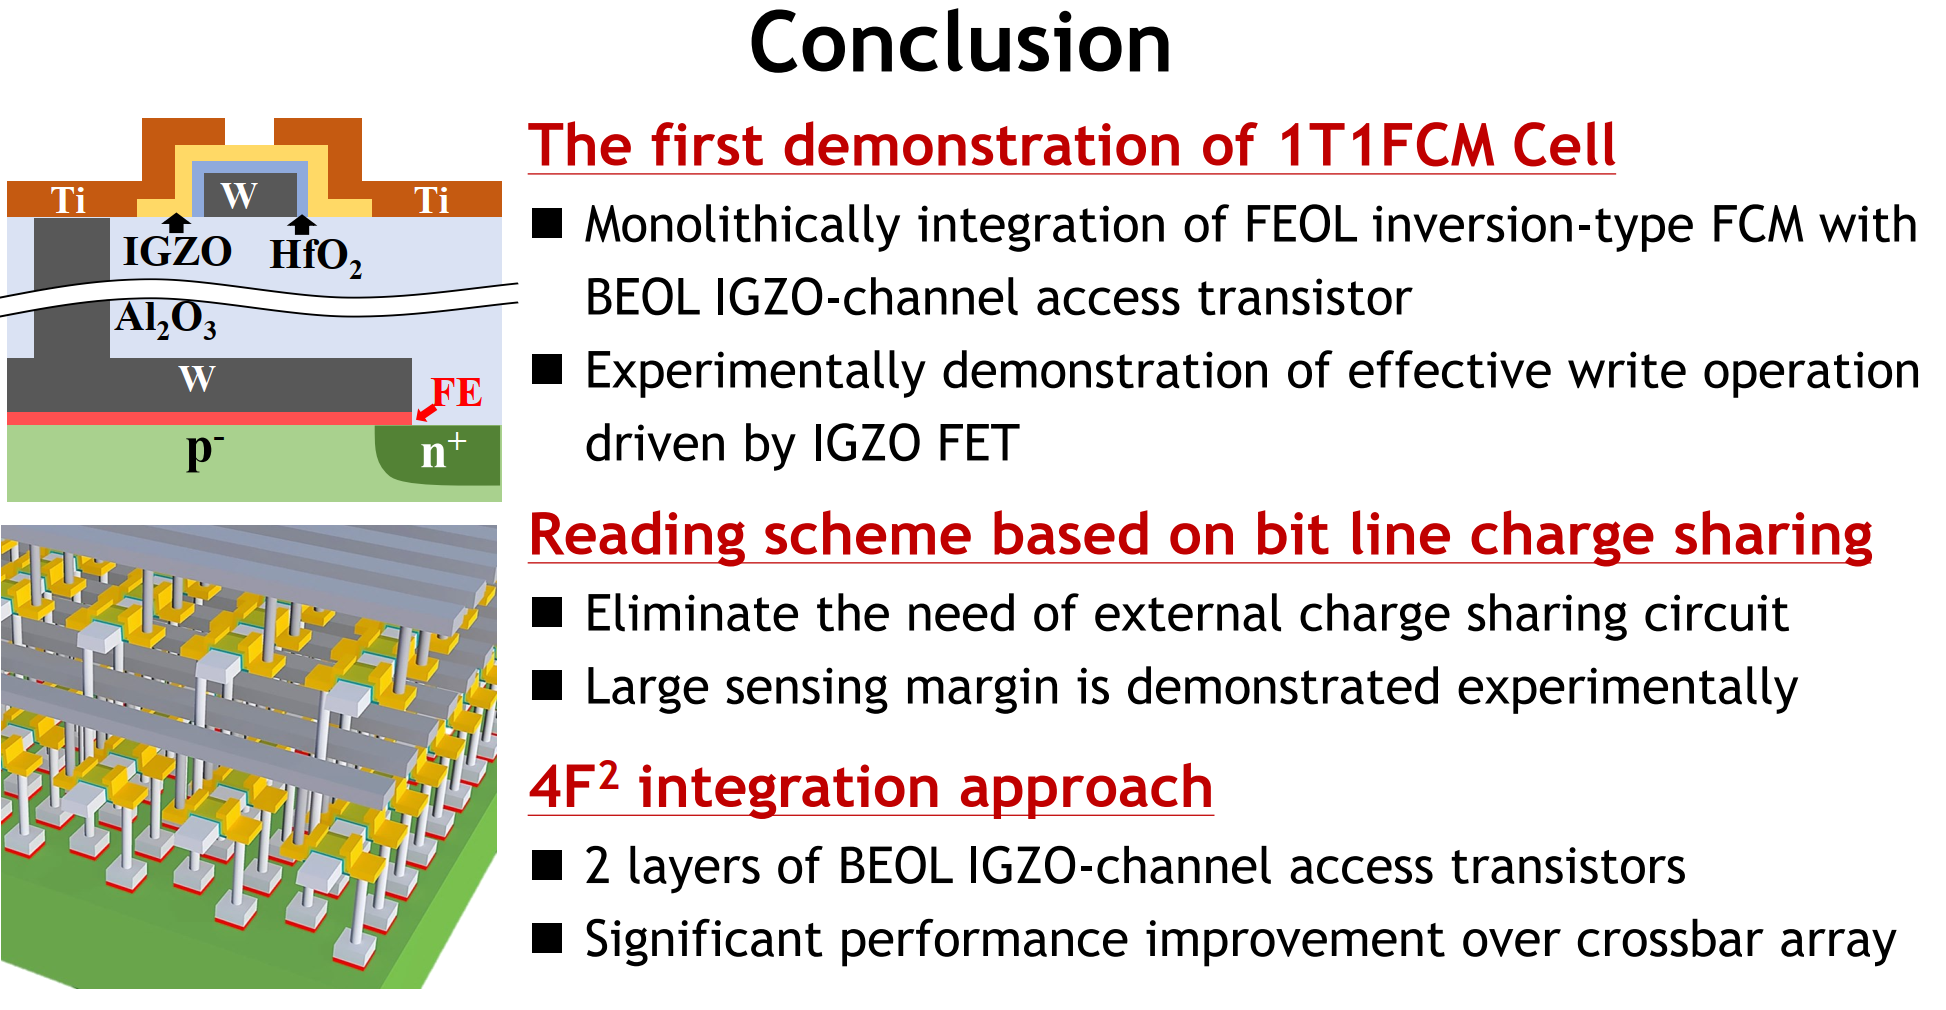 Conclusion
Ti
W
Ti
IGZO
HfO₂
Al₂O₃
W
FE
p⁻
n⁺
The first demonstration of 1T1FCM Cell
■ Monolithically integration of FEOL inversion-type FCM with
BEOL IGZO-channel access transistor
■ Experimentally demonstration of effective write operation
driven by IGZO FET
Reading scheme based on bit line charge sharing
■ Eliminate the need of external charge sharing circuit
■ Large sensing margin is demonstrated experimentally
4F² integration approach
■ 2 layers of BEOL IGZO-channel access transistors
■ Significant performance improvement over crossbar array